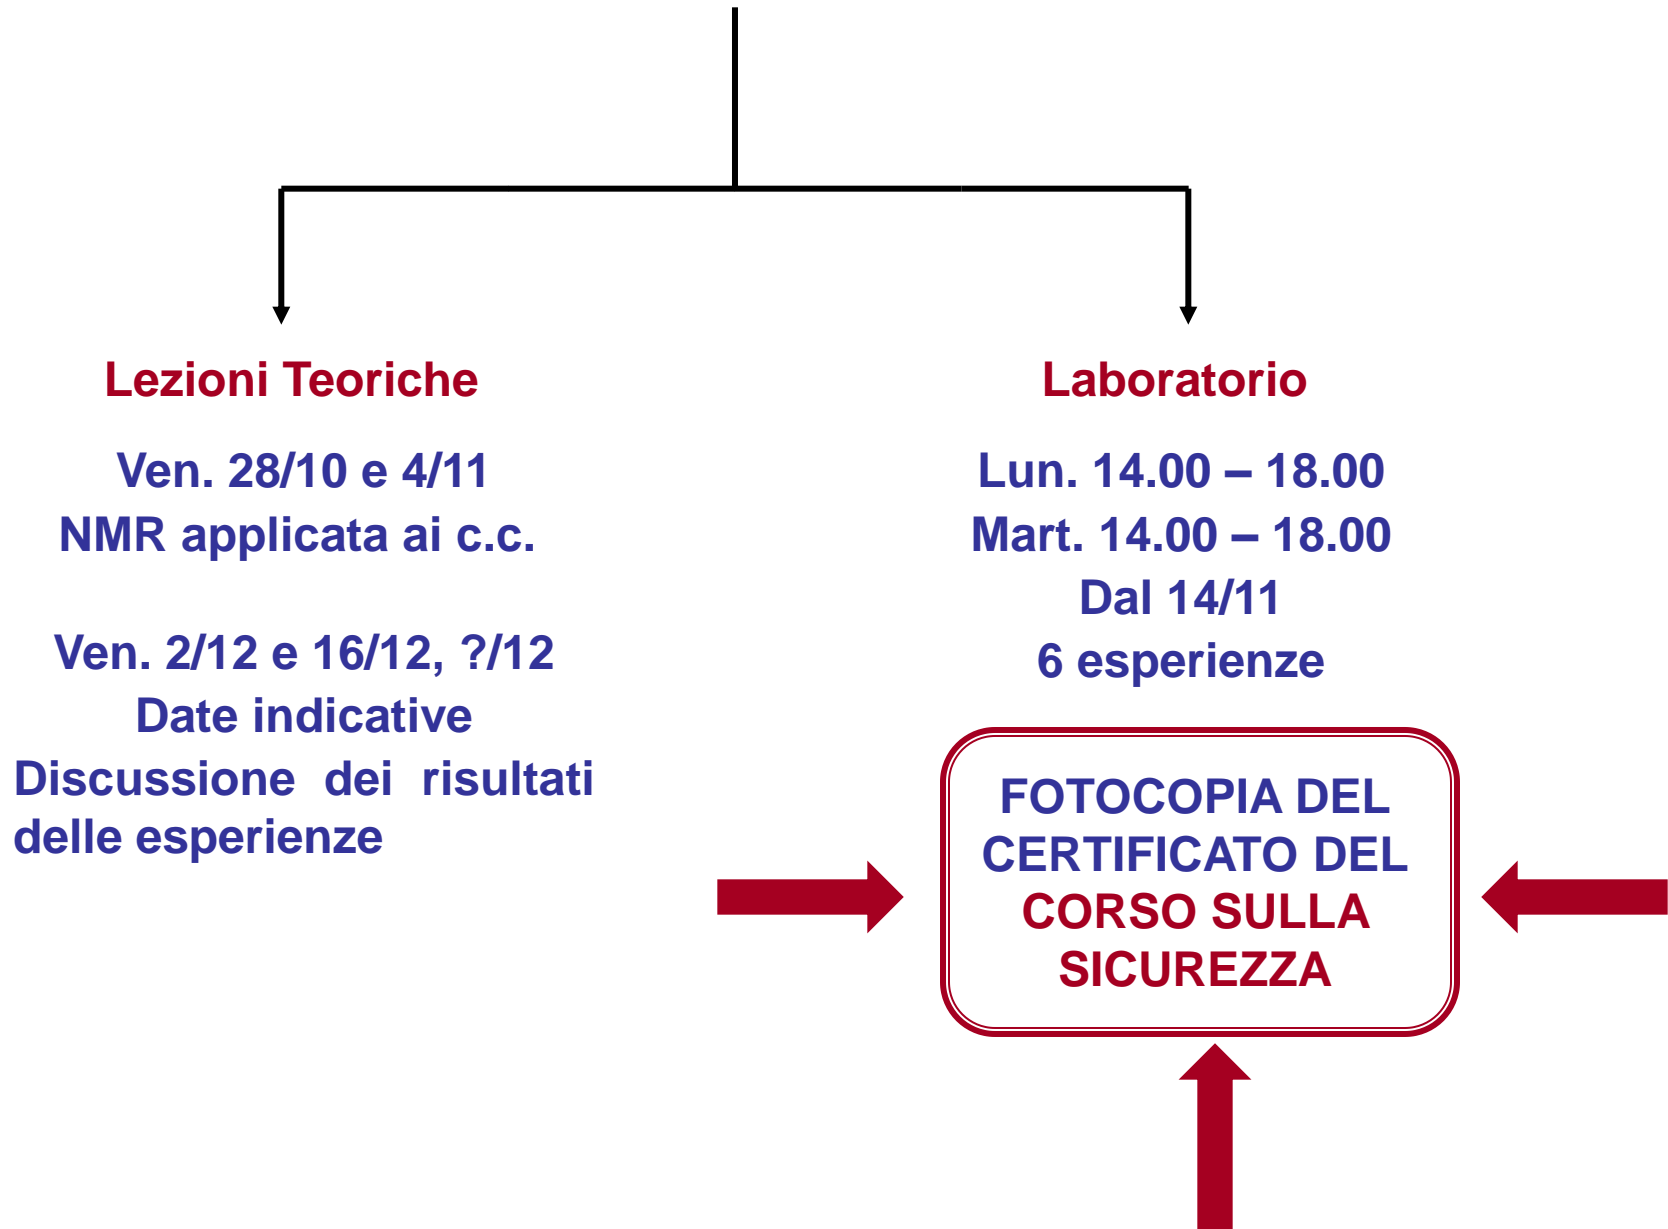 Lezioni Teoriche
Ven. 28/10 e 4/11
NMR applicata ai c.c.
Ven. 2/12 e 16/12, ?/12
Date indicative
Discussione dei risultati
delle esperienze
Laboratorio
Lun. 14.00 – 18.00
Mart. 14.00 – 18.00
Dal 14/11
6 esperienze
FOTOCOPIA DEL
CERTIFICATO DEL
CORSO SULLA
SICUREZZA